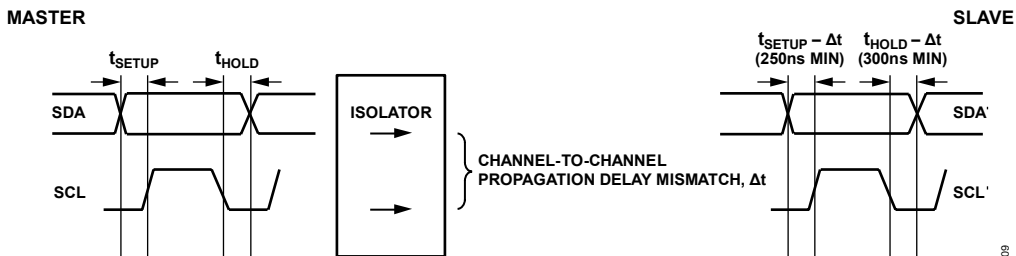 MASTER
SLAVE
tSETUP
tHOLD
tSETUP – Δt
(250ns MIN)
tHOLD – Δt
(300ns MIN)
SDA
ISOLATOR
SDA'
CHANNEL-TO-CHANNEL
PROPAGATION DELAY MISMATCH, Δt
SCL
SCL'
09